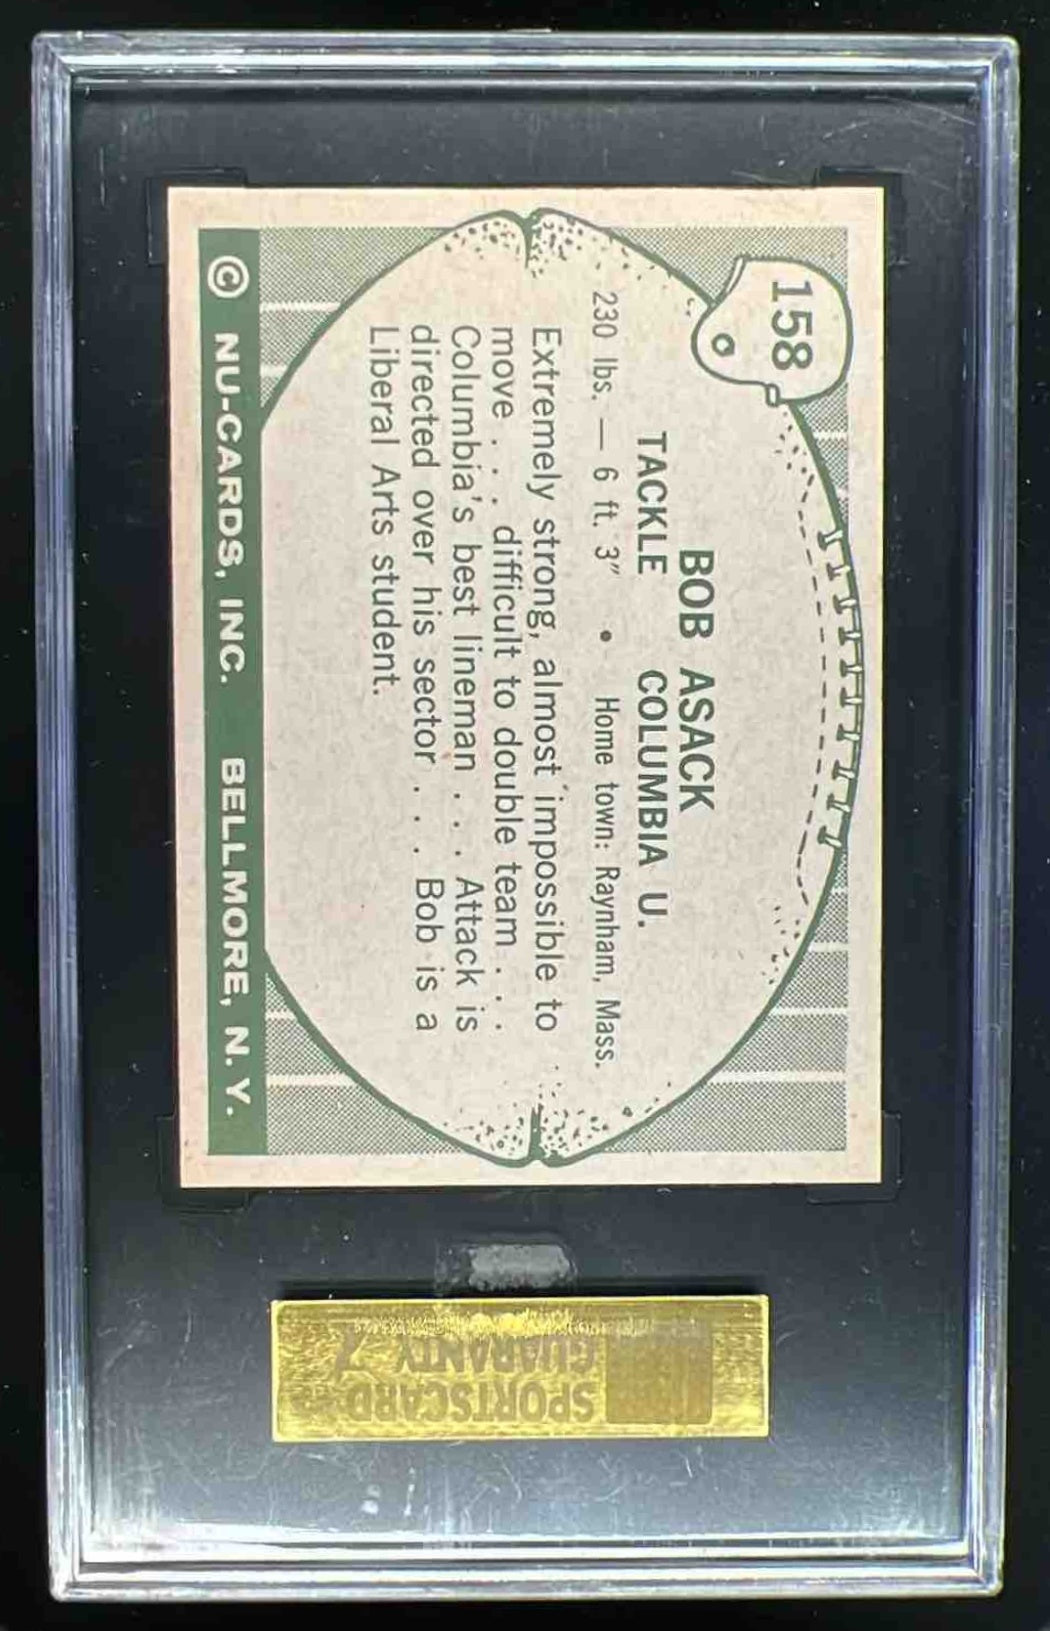 158
BOB ASACK
TACKLE COLUMBIA U.
230 lbs. — 6 ft. 3" • Home town: Raynham, Mass.
Extremely strong, almost impossible to
move . . . difficult to double team . . .
Columbia's best lineman . . . Attack is
directed over his sector . . . Bob is a
Liberal Arts student.
© NU-CARDS, INC. BELLMORE, N.Y.
SPORTSCARD
GUARANTY